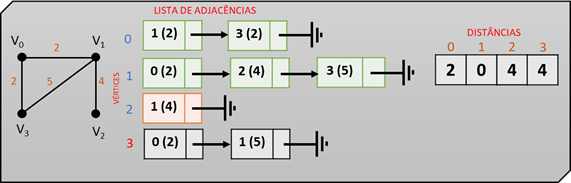 LISTA DE ADJACÊNCIAS
DISTÂNCIAS
VÉRTICES
V0 2 V1
2 5 4
V3 V2
0 1 (2) 3 (2)
1 0 (2) 2 (4) 3 (5)
2 1 (4)
3 0 (2) 1 (5)
0 1 2 3
2 0 4 4